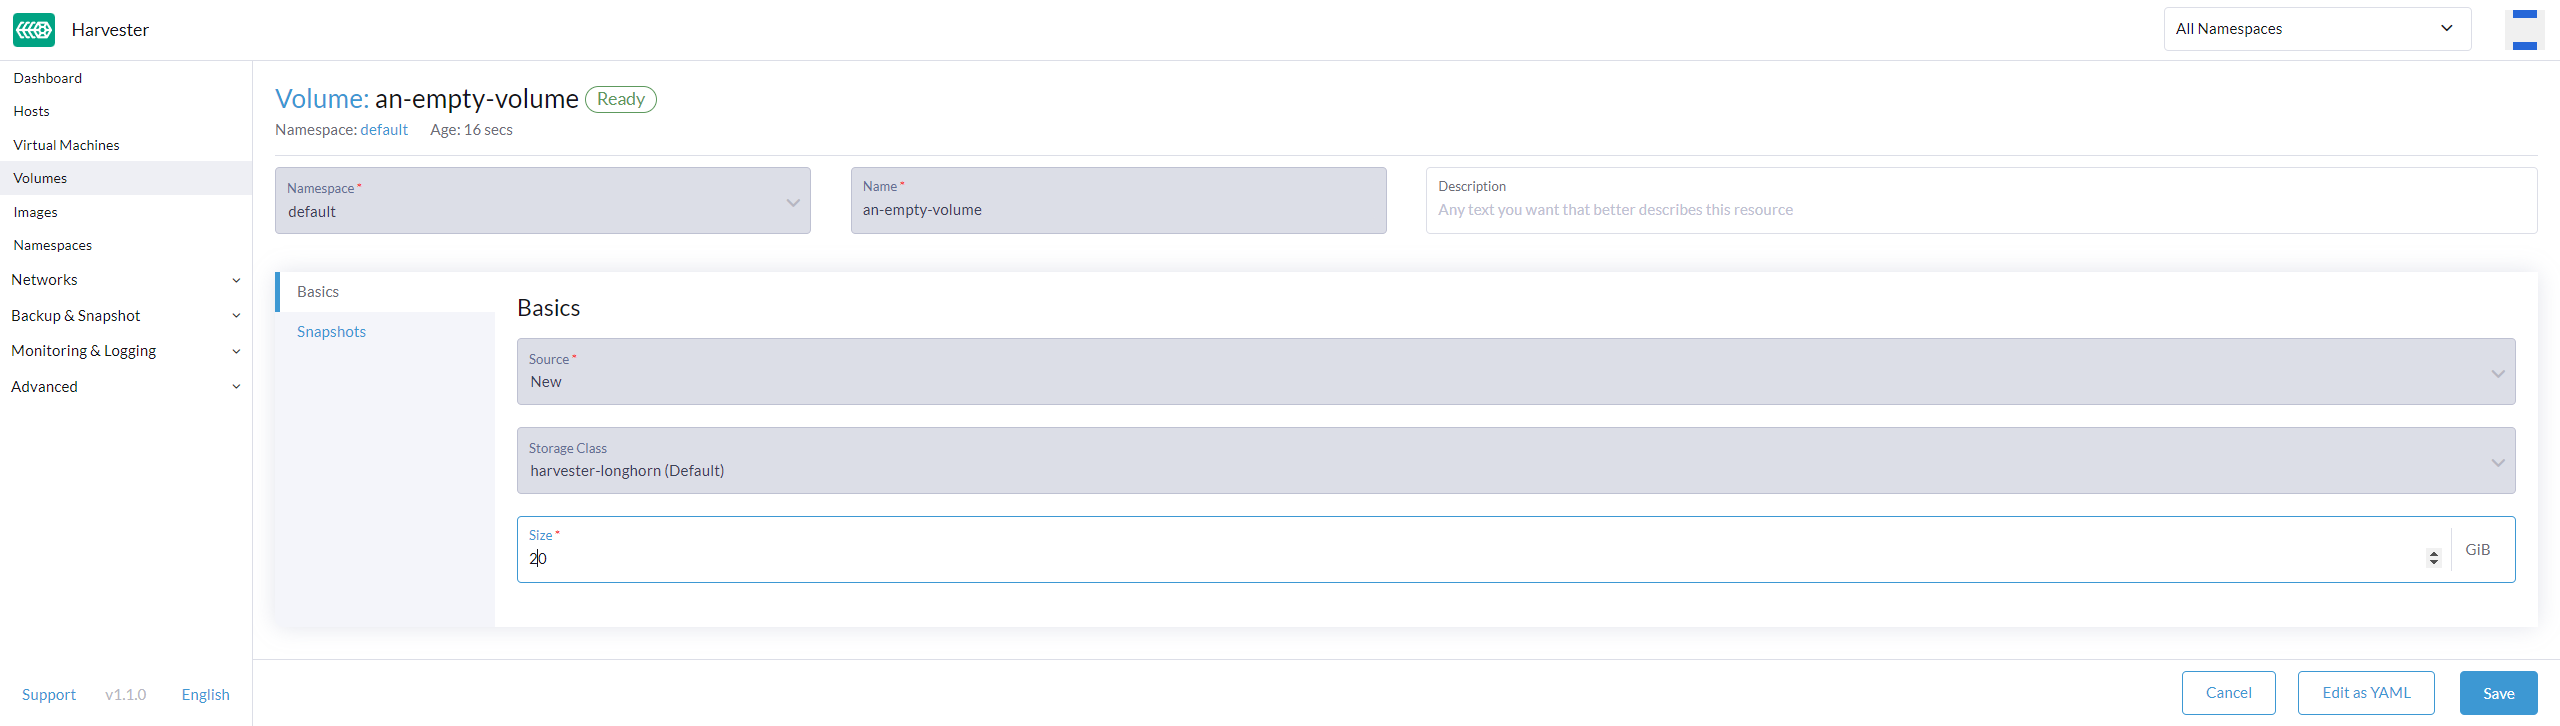 Harvester
All Namespaces
Dashboard
Hosts
Virtual Machines
Volumes
Images
Namespaces
Networks
Backup & Snapshot
Monitoring & Logging
Advanced
Support v1.1.0 English
Volume: an-empty-volume Ready
Namespace: default Age: 16 secs
Namespace *
default
Name *
an-empty-volume
Description
Any text you want that better describes this resource
Basics
Snapshots
Basics
Source *
New
Storage Class
harvester-longhorn (Default)
Size *
20
GiB
Cancel Edit as YAML Save